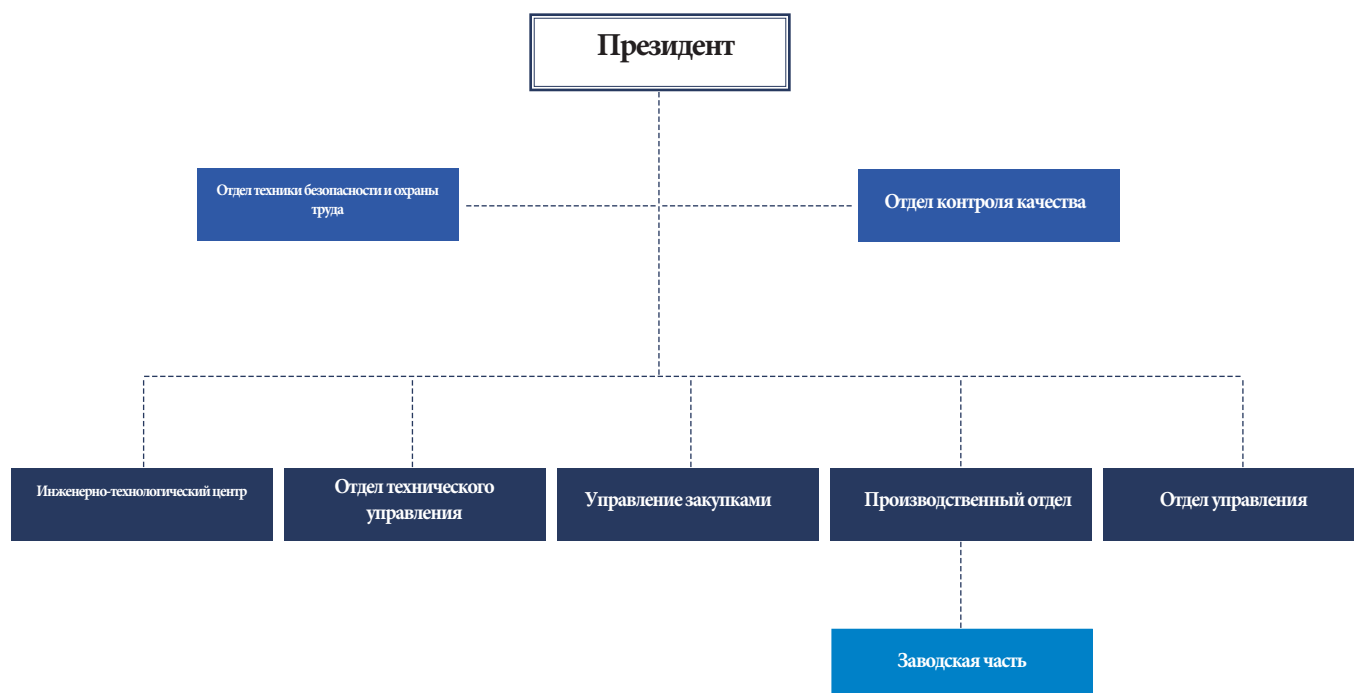 Президент
Отдел техники безопасности и охраны
труда
Отдел контроля качества
Инженерно-технологический центр
Отдел технического
управления
Управление закупками
Производственный отдел
Отдел управления
Заводская часть